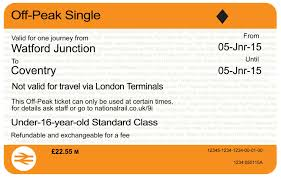 Off-Peak Single
Valid for one journey from
From
Watford Junction
05-Jnr-15
To
To
Coventry
05-Jnr-15
Not valid for travel via London Terminals
This Off-Peak ticket can only be used at certain times.
for details ask staff or go to nationalrail.co.uk/9i
Under-16-year-old Standard Class
Refundable and exchangeable for a fee
£22.55 M
12345-1234-1234-00-01-00
1234 050115A